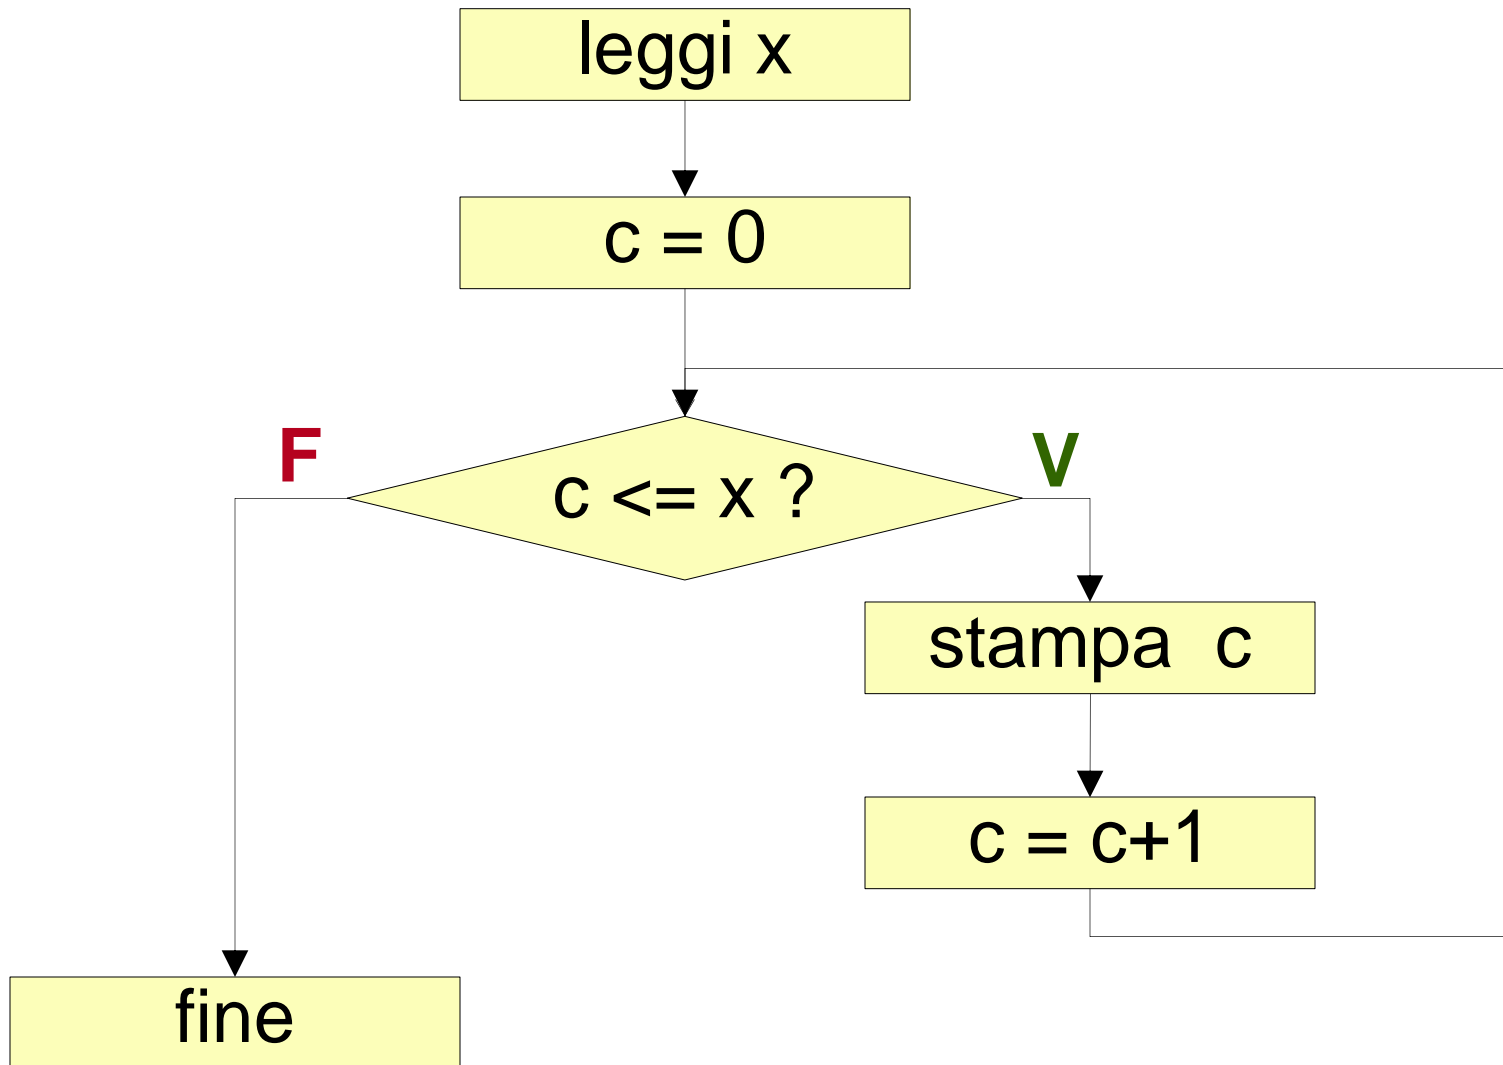 leggi x
c = 0
F
V
c <= x ?
stampa  c
c = c+1
fine